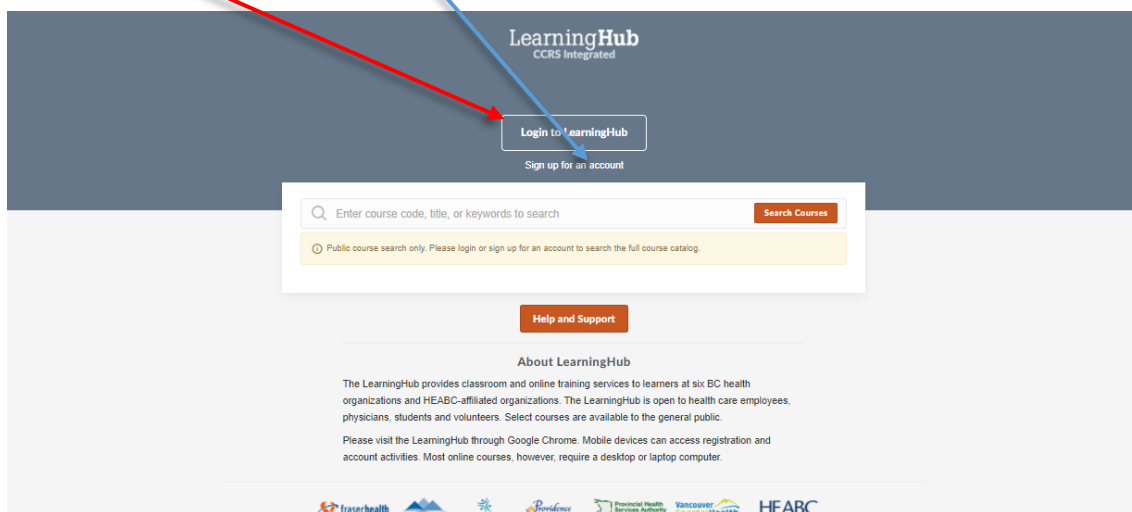 LearningHub
CCRS Integrated
Login to LearningHub
Sign up for an account
Enter course code, title, or keywords to search
Search Courses
Public course search only. Please login or sign up for an account to search the full course catalog.
Help and Support
About LearningHub
The LearningHub provides classroom and online training services to learners at six BC health
organizations and HEABC-affiliated organizations. The LearningHub is open to health care employees,
physicians, students and volunteers. Select courses are available to the general public.
Please visit the LearningHub through Google Chrome. Mobile devices can access registration and
account activities. Most online courses, however, require a desktop or laptop computer.
fraserhealth
Providence
Provincial Health
Services Authority
Vancouver
CoastalHealth
HEABC